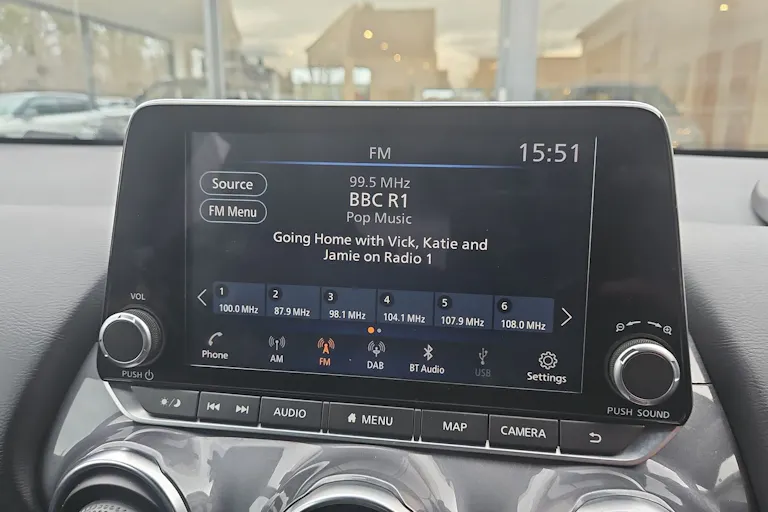 FM
15:51
Source
99.5 MHz
FM Menu
BBC R1
Pop Music
Going Home with Vick, Katie and
Jamie on Radio 1
1 2 3 4 5 6
100.0 MHz 87.9 MHz 98.1 MHz 104.1 MHz 107.9 MHz 108.0 MHz
Phone AM FM DAB BT Audio USB Settings
VOL
PUSH
PUSH SOUND
AUDIO MENU MAP CAMERA